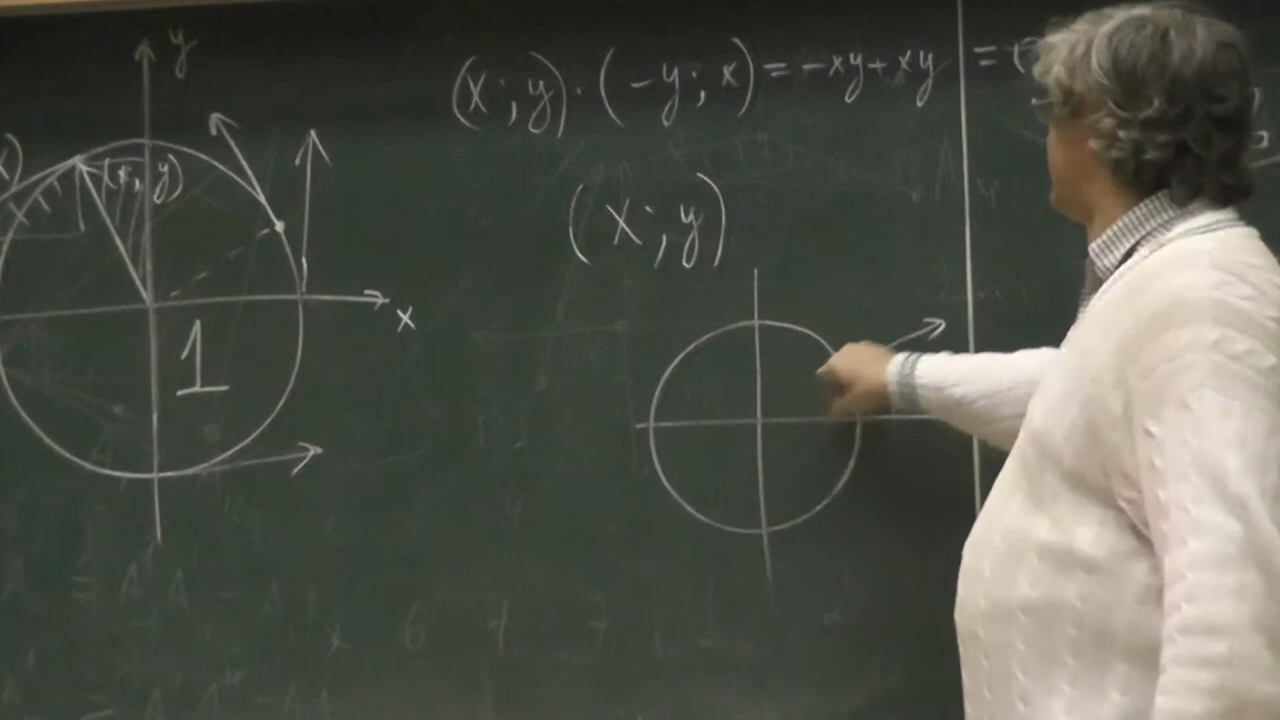 y
(x;y)·(-y;x)=-xy+xy =
(x,y)
(x;y)
x
1